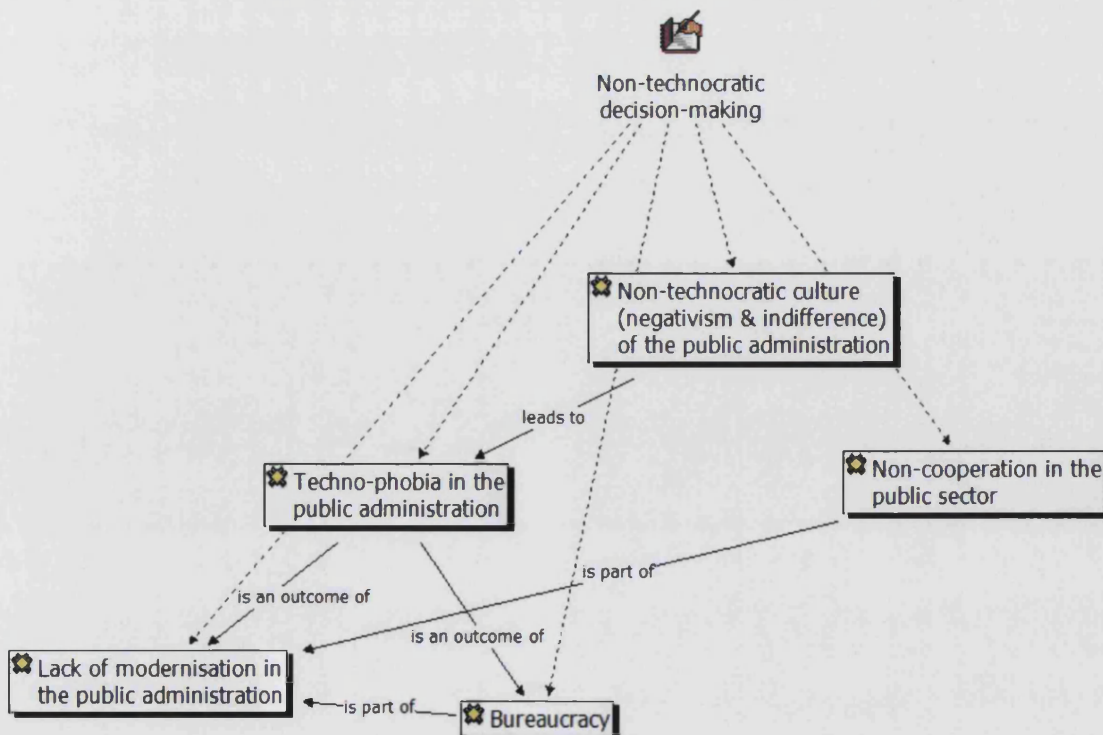 Non-technocratic
decision-making
Non-technocratic culture
(negativism & indifference)
of the public administration
leads to
Techno-phobia in the
public administration
Non-cooperation in the
public sector
is part of
is an outcome of
is an outcome of
Lack of modernisation in
the public administration
is part of
Bureaucracy